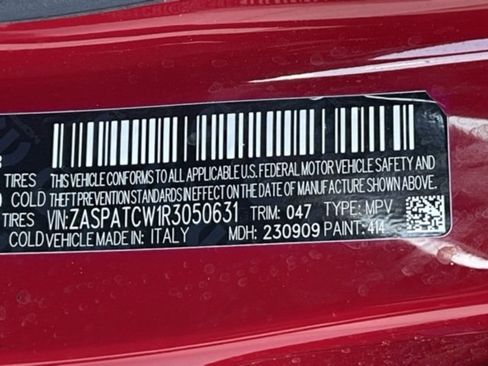 TIRES THIS VEHICLE CONFORMS TO ALL APPLICABLE U.S. FEDERAL MOTOR VEHICLE SAFETY AND
COLD THEFT PREVENTION STANDARDS IN EFFECT ON THE DATE OF MANUFACTURE SHOWN ABOVE.
TIRES VIN:ZASPATCW1R3050631 TRIM: 047 TYPE: MPV
COLD VEHICLE MADE IN: ITALY MDH: 230909 PAINT: 414